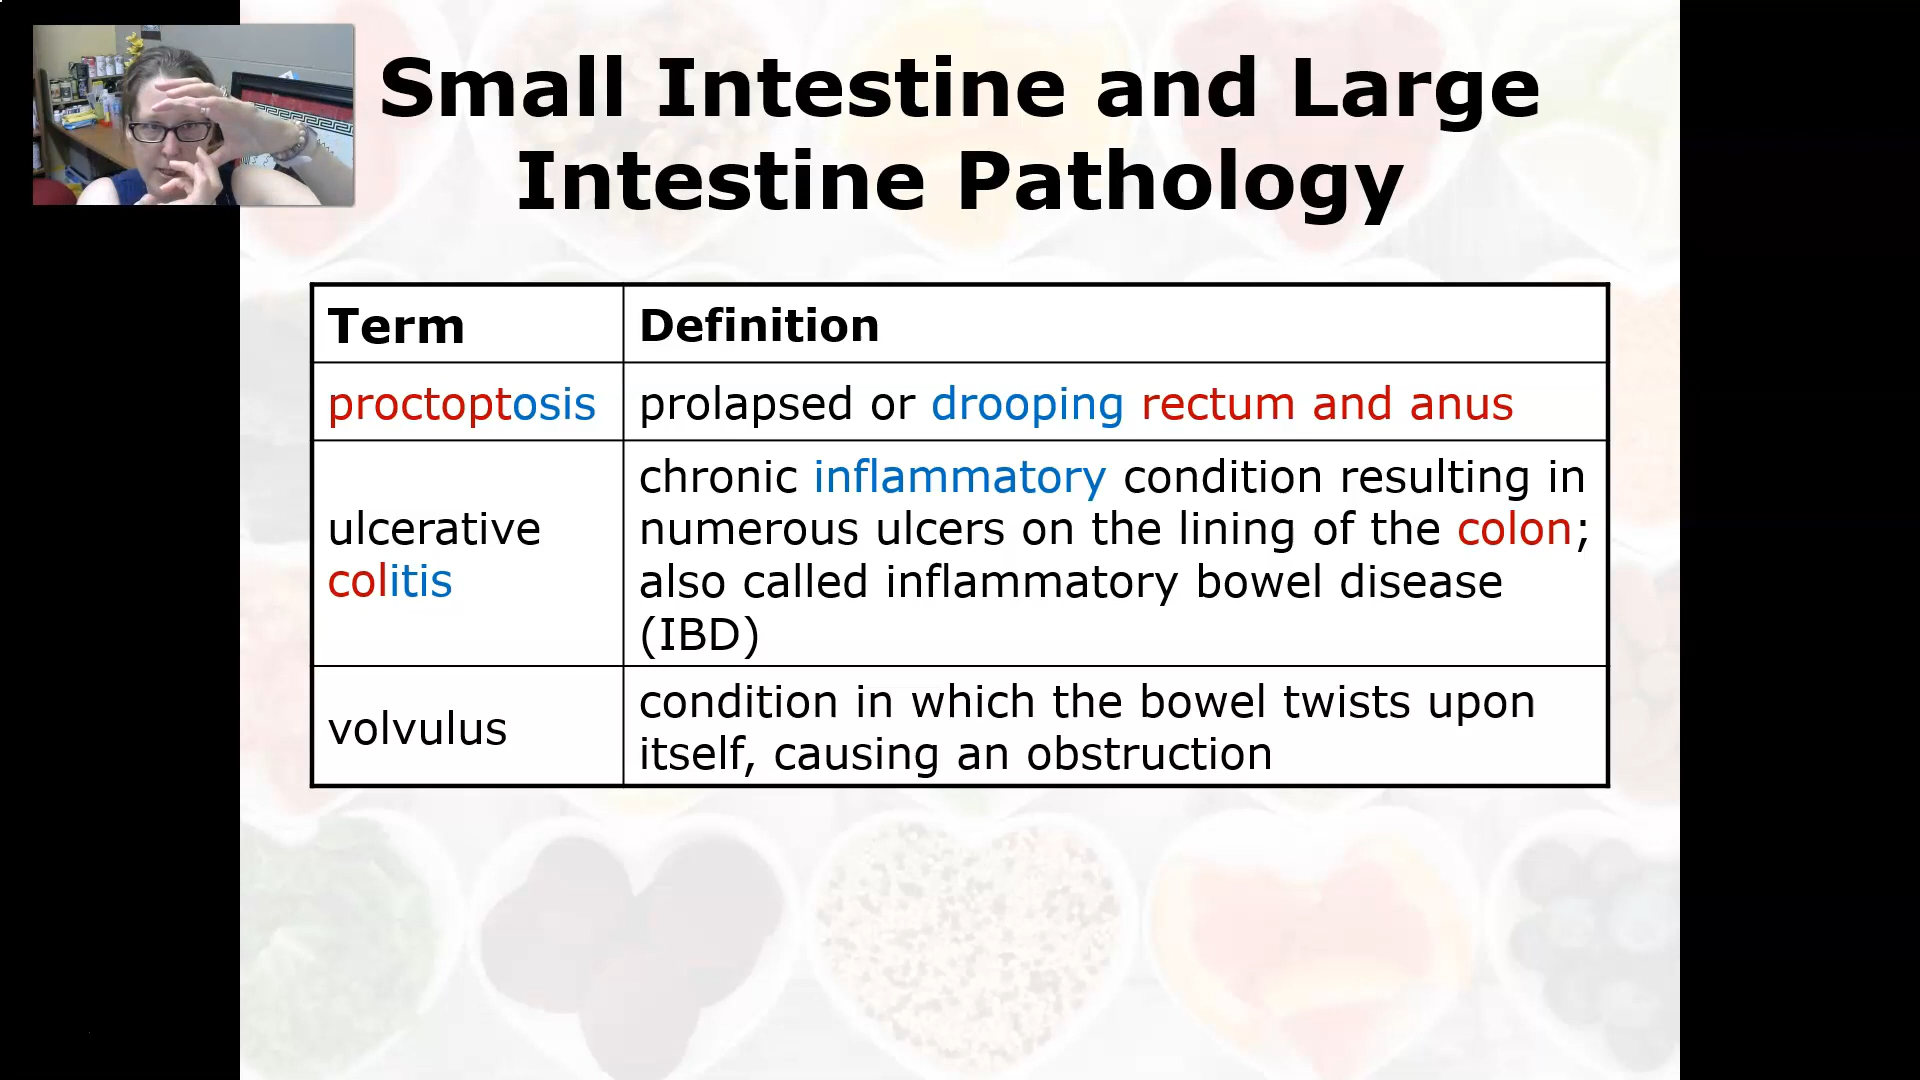 Small Intestine and Large
Intestine Pathology
Term
Definition
proctoptosis
prolapsed or drooping rectum and anus
ulcerative
colitis
chronic inflammatory condition resulting in
numerous ulcers on the lining of the colon;
also called inflammatory bowel disease
(IBD)
volvulus
condition in which the bowel twists upon
itself, causing an obstruction